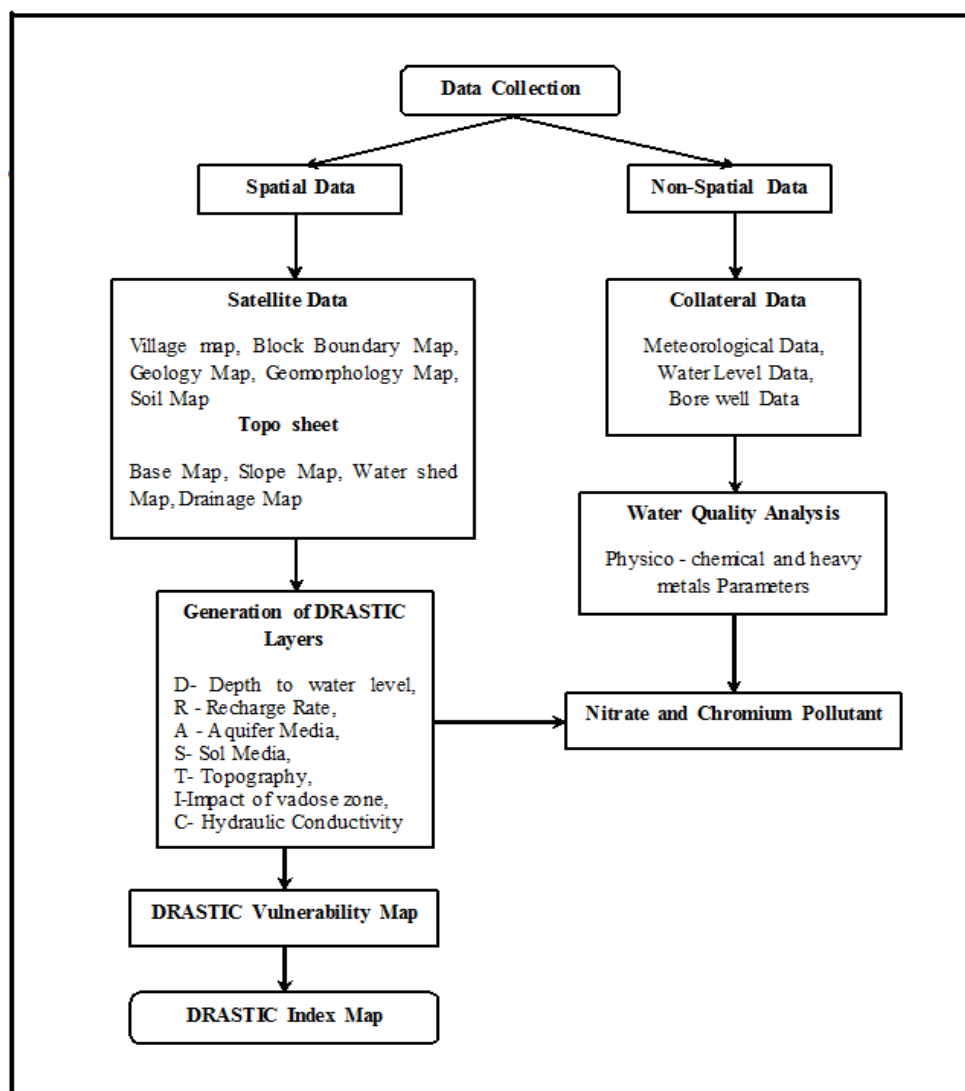 Data Collection
Spatial Data
Non-Spatial Data
Satellite Data
Village map, Block Boundary Map,
Geology Map, Geomorphology Map,
Soil Map
Topo sheet
Base Map, Slope Map, Water shed
Map, Drainage Map
Collateral Data
Meteorological Data,
Water Level Data,
Bore well Data
Water Quality Analysis
Physico - chemical and heavy
metals Parameters
Generation of DRASTIC
Layers
D- Depth to water level,
R - Recharge Rate,
A - Aquifer Media,
S- Sol Media,
T- Topography,
I-Impact of vadose zone,
C- Hydraulic Conductivity
Nitrate and Chromium Pollutant
DRASTIC Vulnerability Map
DRASTIC Index Map